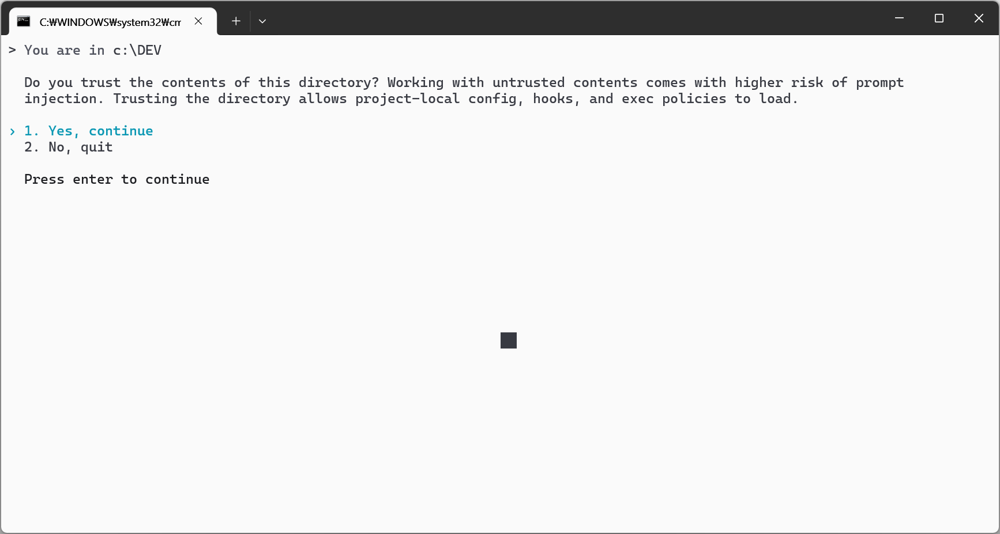 C:₩WINDOWS₩system32₩cm
> You are in c:\DEV
Do you trust the contents of this directory? Working with untrusted contents comes with higher risk of prompt
injection. Trusting the directory allows project-local config, hooks, and exec policies to load.
› 1. Yes, continue
2. No, quit
Press enter to continue